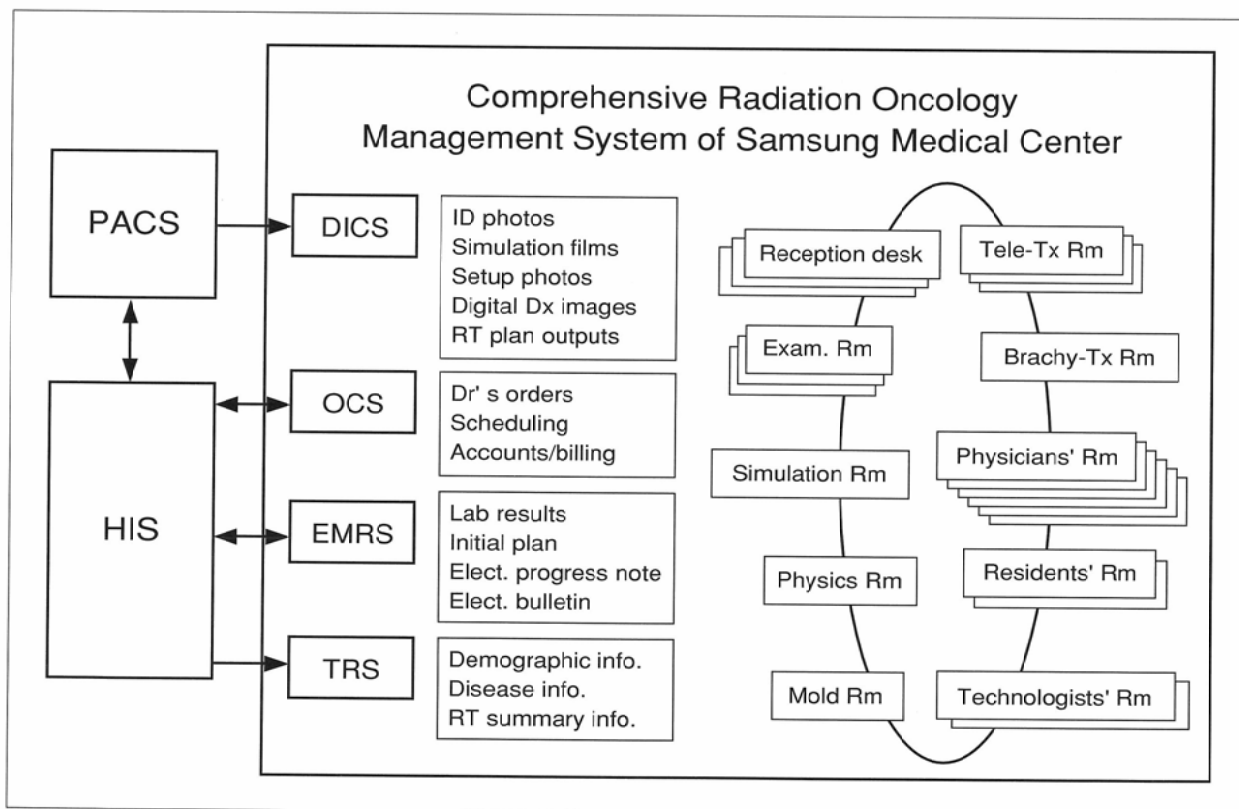 Comprehensive Radiation Oncology
Management System of Samsung Medical Center
PACS
HIS
DICS
ID photos
Simulation films
Setup photos
Digital Dx images
RT plan outputs
OCS
Dr' s orders
Scheduling
Accounts/billing
EMRS
Lab results
Initial plan
Elect. progress note
Elect. bulletin
TRS
Demographic info.
Disease info.
RT summary info.
Reception desk
Exam. Rm
Simulation Rm
Physics Rm
Mold Rm
Tele-Tx Rm
Brachy-Tx Rm
Physicians' Rm
Residents' Rm
Technologists' Rm